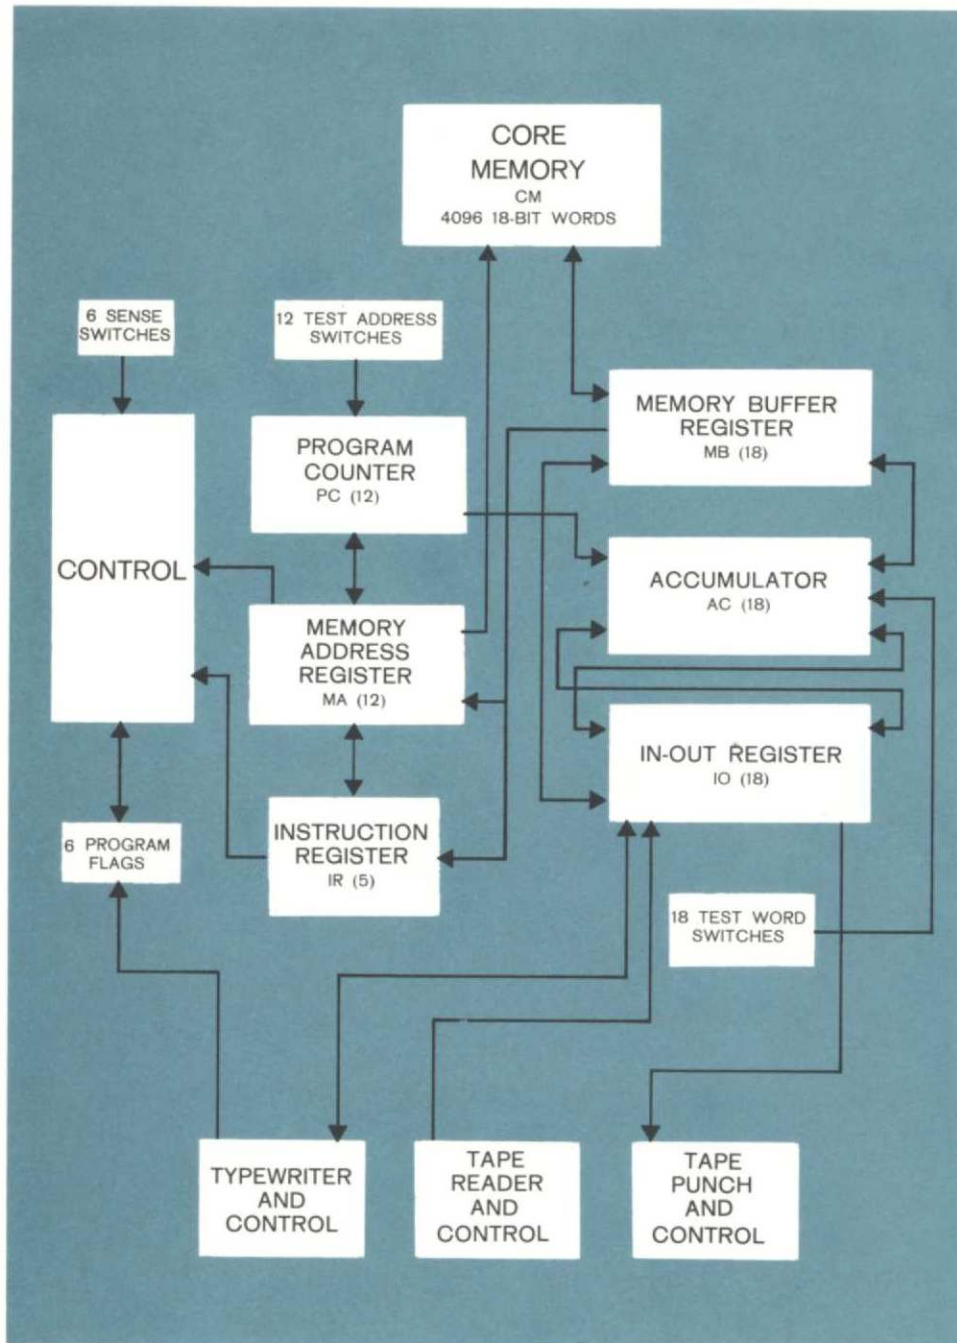 CORE
MEMORY
CM
4096 18-BIT WORDS
6 SENSE
SWITCHES
12 TEST ADDRESS
SWITCHES
MEMORY BUFFER
REGISTER
MB (18)
PROGRAM
COUNTER
PC (12)
CONTROL
ACCUMULATOR
AC (18)
MEMORY
ADDRESS
REGISTER
MA (12)
IN-OUT REGISTER
IO (18)
6 PROGRAM
FLAGS
INSTRUCTION
REGISTER
IR (5)
18 TEST WORD
SWITCHES
TYPEWRITER
AND
CONTROL
TAPE
READER
AND
CONTROL
TAPE
PUNCH
AND
CONTROL